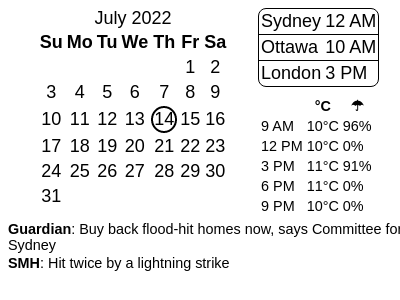 July 2022
Su Mo Tu We Th Fr Sa
1 2
3 4 5 6 7 8 9
10 11 12 13 14 15 16
17 18 19 20 21 22 23
24 25 26 27 28 29 30
31
Sydney 12 AM
Ottawa 10 AM
London 3 PM
°C ☂
9 AM 10°C 96%
12 PM 10°C 0%
3 PM 11°C 91%
6 PM 11°C 0%
9 PM 10°C 0%
Guardian: Buy back flood-hit homes now, says Committee for
Sydney
SMH: Hit twice by a lightning strike